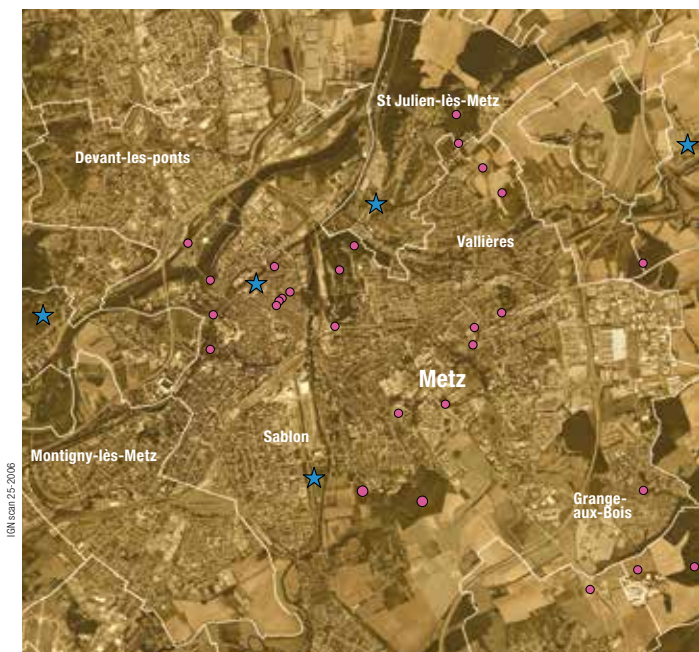 St Julien-lès-Metz
Devant-les-ponts
Vallières
Metz
Sablon
Montigny-lès-Metz
Grange-
aux-Bois
IGN scan 25-2006